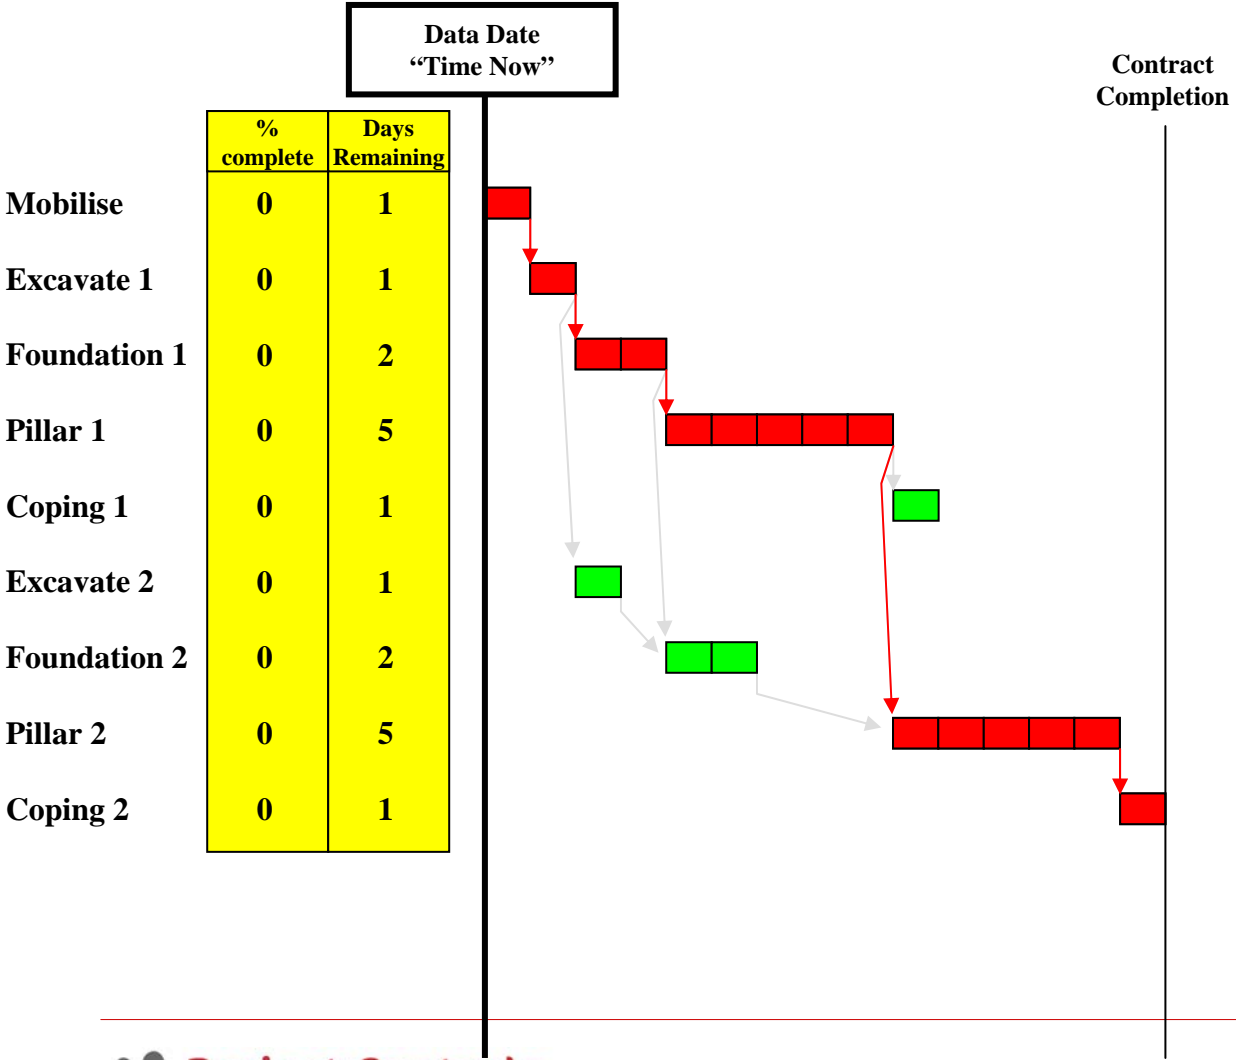 Data Date
“Time Now”
Contract
Completion
% complete
Days Remaining
Mobilise 0 1
Excavate 1 0 1
Foundation 1 0 2
Pillar 1 0 5
Coping 1 0 1
Excavate 2 0 1
Foundation 2 0 2
Pillar 2 0 5
Coping 2 0 1